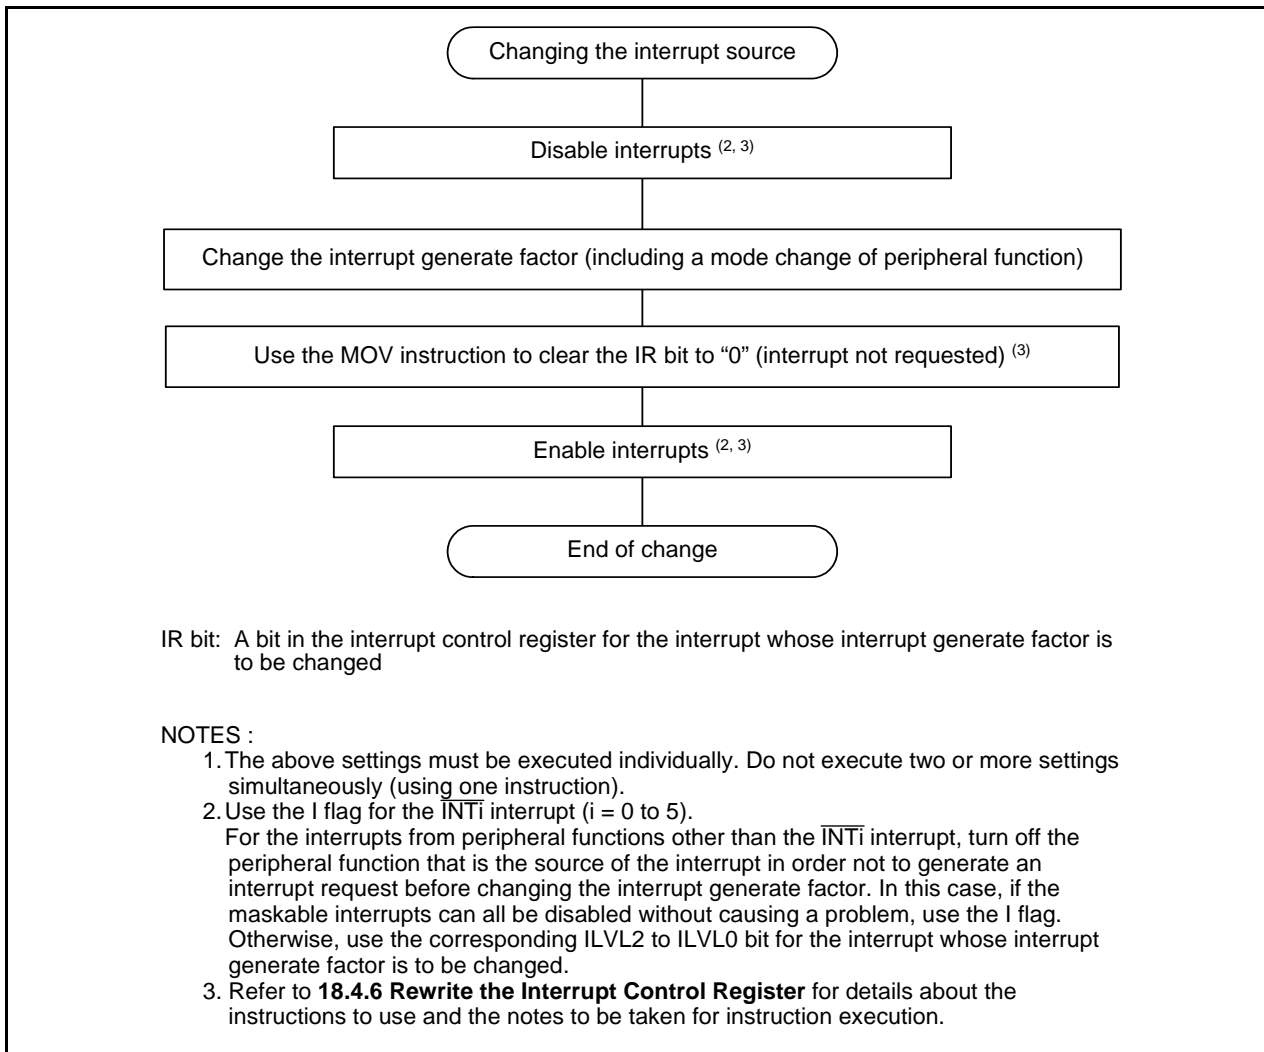 Changing the interrupt source
Disable interrupts (2, 3)
Change the interrupt generate factor (including a mode change of peripheral function)
Use the MOV instruction to clear the IR bit to “0” (interrupt not requested) (3)
Enable interrupts (2, 3)
End of change
IR bit: A bit in the interrupt control register for the interrupt whose interrupt generate factor is
to be changed
NOTES :
1. The above settings must be executed individually. Do not execute two or more settings
simultaneously (using one instruction).
2. Use the I flag for the I̅N̅T̅i̅ interrupt (i = 0 to 5).
For the interrupts from peripheral functions other than the I̅N̅T̅i̅ interrupt, turn off the
peripheral function that is the source of the interrupt in order not to generate an
interrupt request before changing the interrupt generate factor. In this case, if the
maskable interrupts can all be disabled without causing a problem, use the I flag.
Otherwise, use the corresponding ILVL2 to ILVL0 bit for the interrupt whose interrupt
generate factor is to be changed.
3. Refer to 18.4.6 Rewrite the Interrupt Control Register for details about the
instructions to use and the notes to be taken for instruction execution.